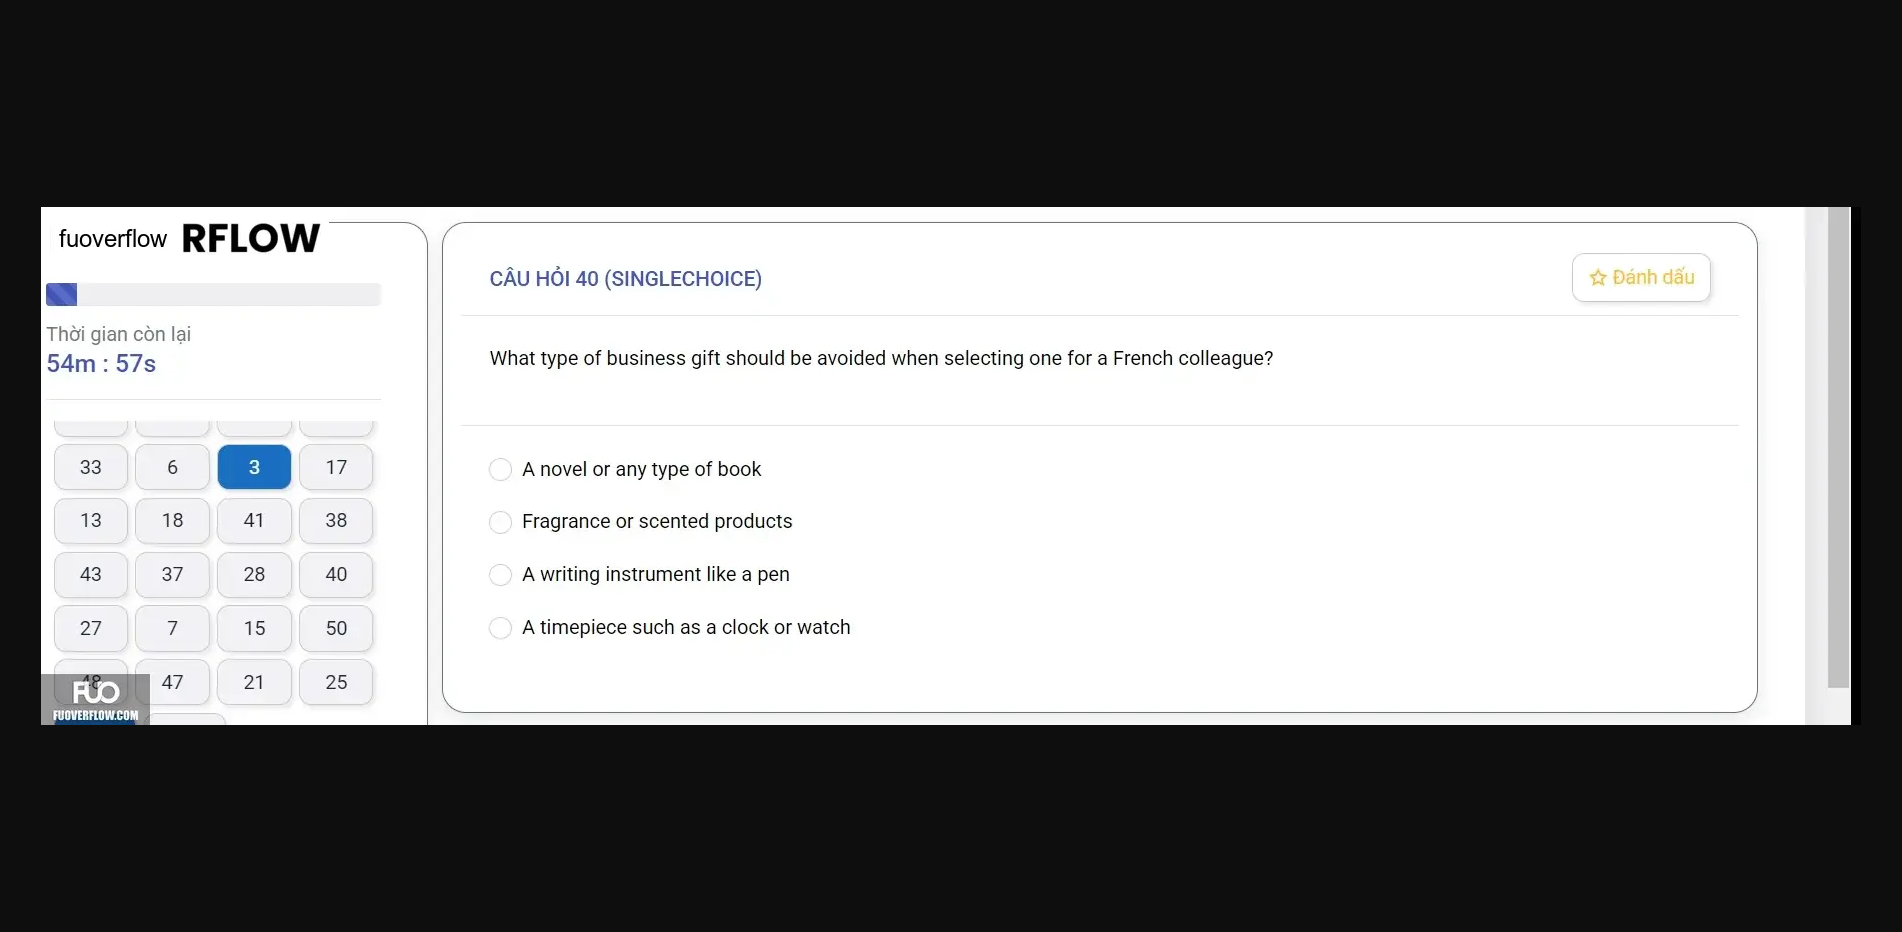 fuoverflow RFLOW
Thời gian còn lại
54m : 57s
33 6 3 17
13 18 41 38
43 37 28 40
27 7 15 50
48 47 21 25
FUO
FUOVERFLOW.COM
CÂU HỎI 40 (SINGLECHOICE)
Đánh dấu
What type of business gift should be avoided when selecting one for a French colleague?
A novel or any type of book
Fragrance or scented products
A writing instrument like a pen
A timepiece such as a clock or watch